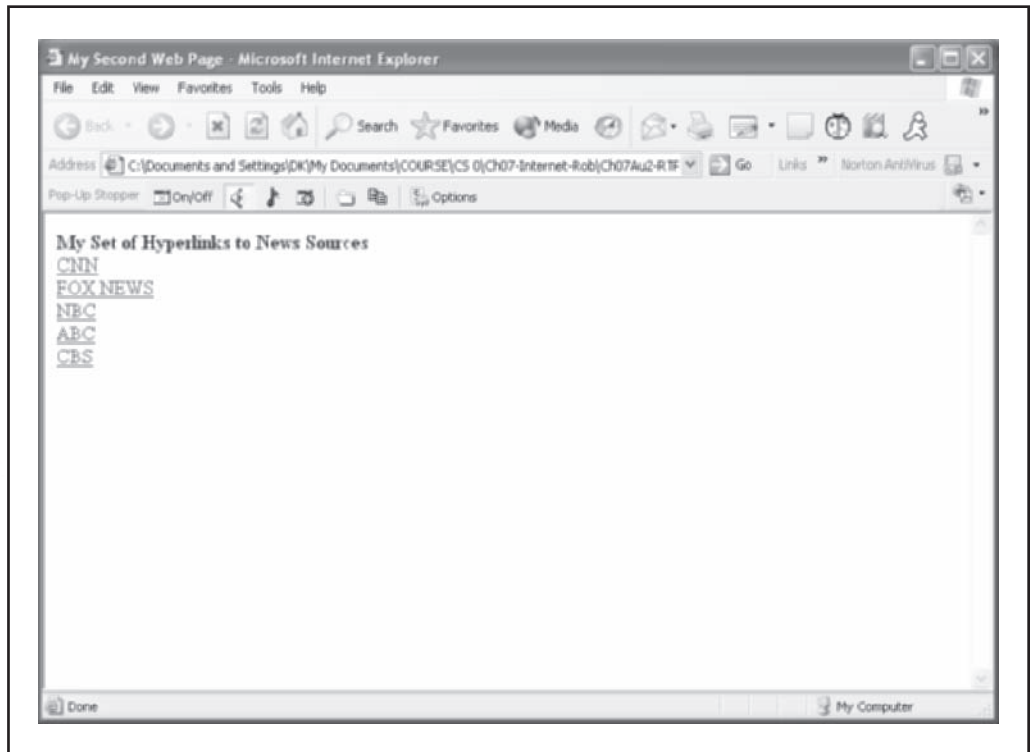 My Second Web Page - Microsoft Internet Explorer
File Edit View Favorites Tools Help
Back Search Favorites Media
Address C:\Documents and Settings\DK\My Documents\COURSE\CS 0\Ch07-Internet-Rob\Ch07Au2-RTF Go Links Norton AntiVirus
Pop-Up Stopper On/Off Options
My Set of Hyperlinks to News Sources
CNN
FOX NEWS
NBC
ABC
CBS
Done My Computer